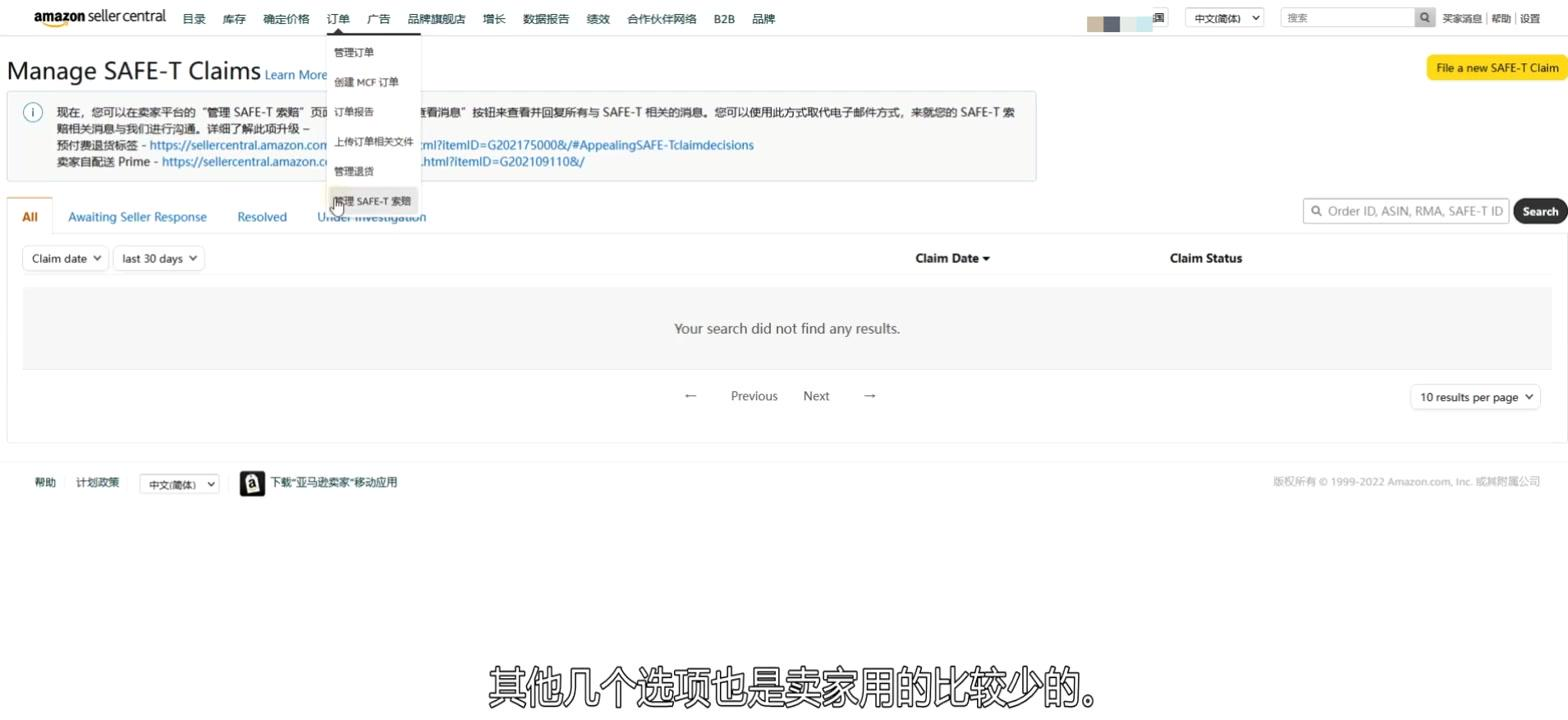 amazon seller central 目录 库存 确定价格 订单 广告 品牌旗舰店 增长 数据报告 绩效 合作伙伴网络 B2B 品牌 国 中文(简体) 搜索 买家消息 | 帮助 | 设置
管理订单
创建 MCF 订单
订单报告
上传订单相关文件
管理退货
管理 SAFE-T 索赔
Manage SAFE-T Claims Learn More
File a new SAFE-T Claim
现在，您可以在卖家平台的“管理 SAFE-T 索赔”页 查看消息”按钮来查看并回复所有与 SAFE-T 相关的消息。您可以使用此方式取代电子邮件方式，来就您的 SAFE-T 索
赔相关消息与我们进行沟通。详细了解此项升级 –
预付费退货标签 - https://sellercentral.amazon.com tml?itemID=G202175000&/#AppealingSAFE-Tclaimdecisions
卖家自配送 Prime - https://sellercentral.amazon.c .html?itemID=G202109110&/
All Awaiting Seller Response Resolved Under Investigation
Order ID, ASIN, RMA, SAFE-T ID Search
Claim date last 30 days Claim Date Claim Status
Your search did not find any results.
← Previous Next →
10 results per page
帮助 计划政策 中文(简体) a 下载“亚马逊卖家”移动应用 版权所有 © 1999-2022 Amazon.com, Inc. 或其附属公司
其他几个选项也是卖家用的比较少的。